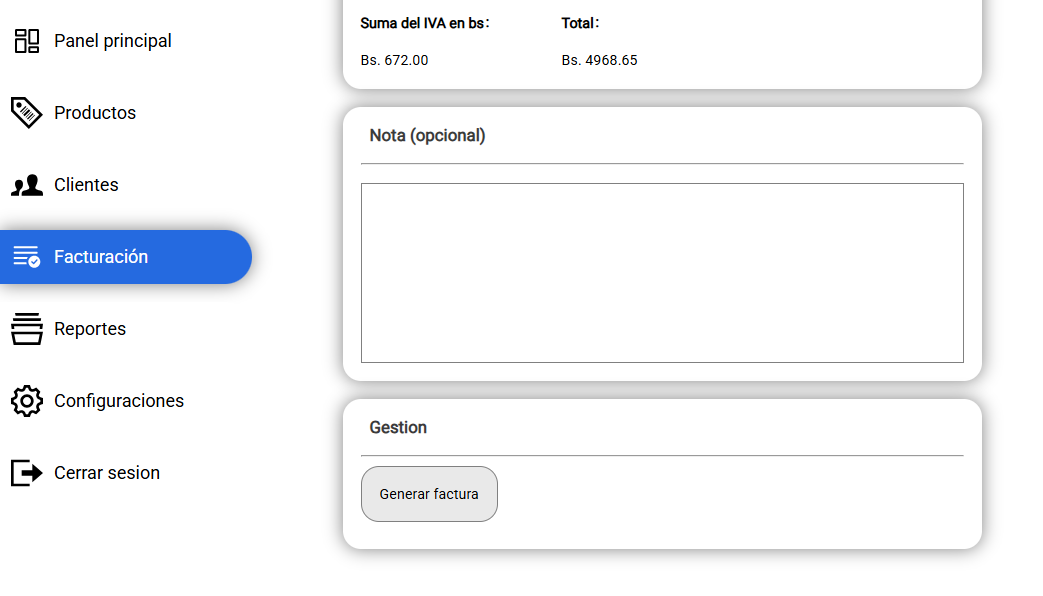 Panel principal
Productos
Clientes
Facturación
Reportes
Configuraciones
Cerrar sesion
Suma del IVA en bs: Total:
Bs. 672.00 Bs. 4968.65
Nota (opcional)
Gestion
Generar factura